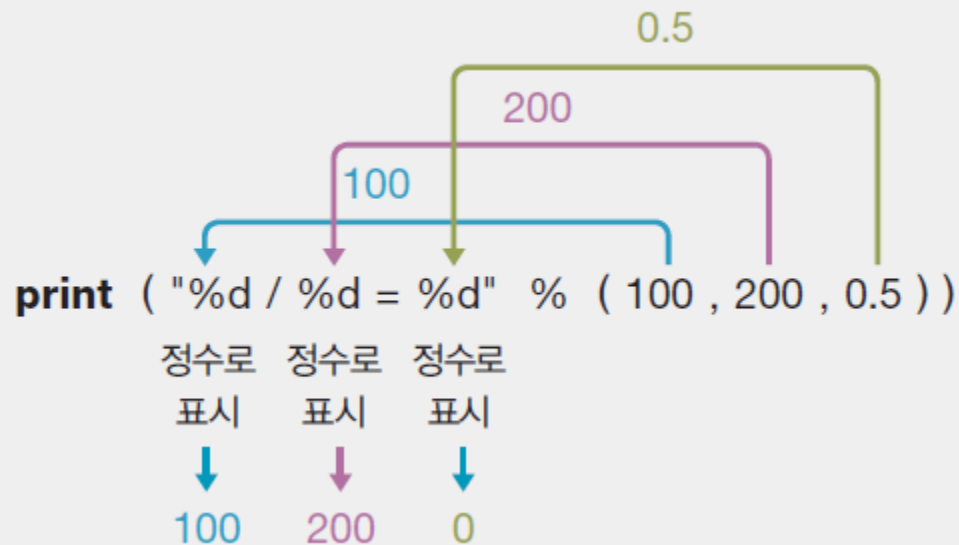 0.5
200
100
print ( "%d / %d = %d" % ( 100 , 200 , 0.5 ) )
정수로 정수로 정수로
표시 표시 표시
100 200 0